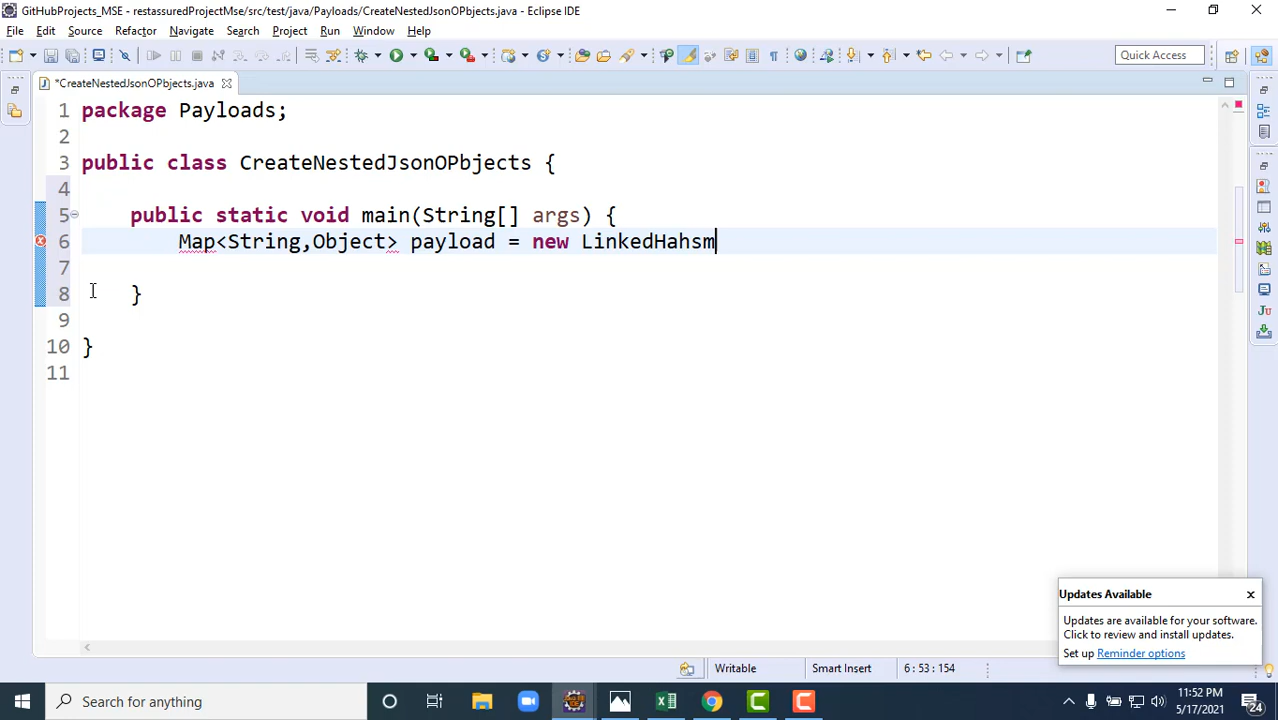 GitHubProjects_MSE - restassuredProjectMse/src/test/java/Payloads/CreateNestedJsonOPbjects.java - Eclipse IDE
File Edit Source Refactor Navigate Search Project Run Window Help
Quick Access
*CreateNestedJsonOPbjects.java
1 package Payloads;
2
3 public class CreateNestedJsonOPbjects {
4
5 public static void main(String[] args) {
6 Map<String,Object> payload = new LinkedHahsm
7
8 }
9
10 }
11
Updates Available
Updates are available for your software.
Click to review and install updates.
Set up Reminder options
Writable Smart Insert 6 : 53 : 154
Search for anything
11:52 PM
5/17/2021
24